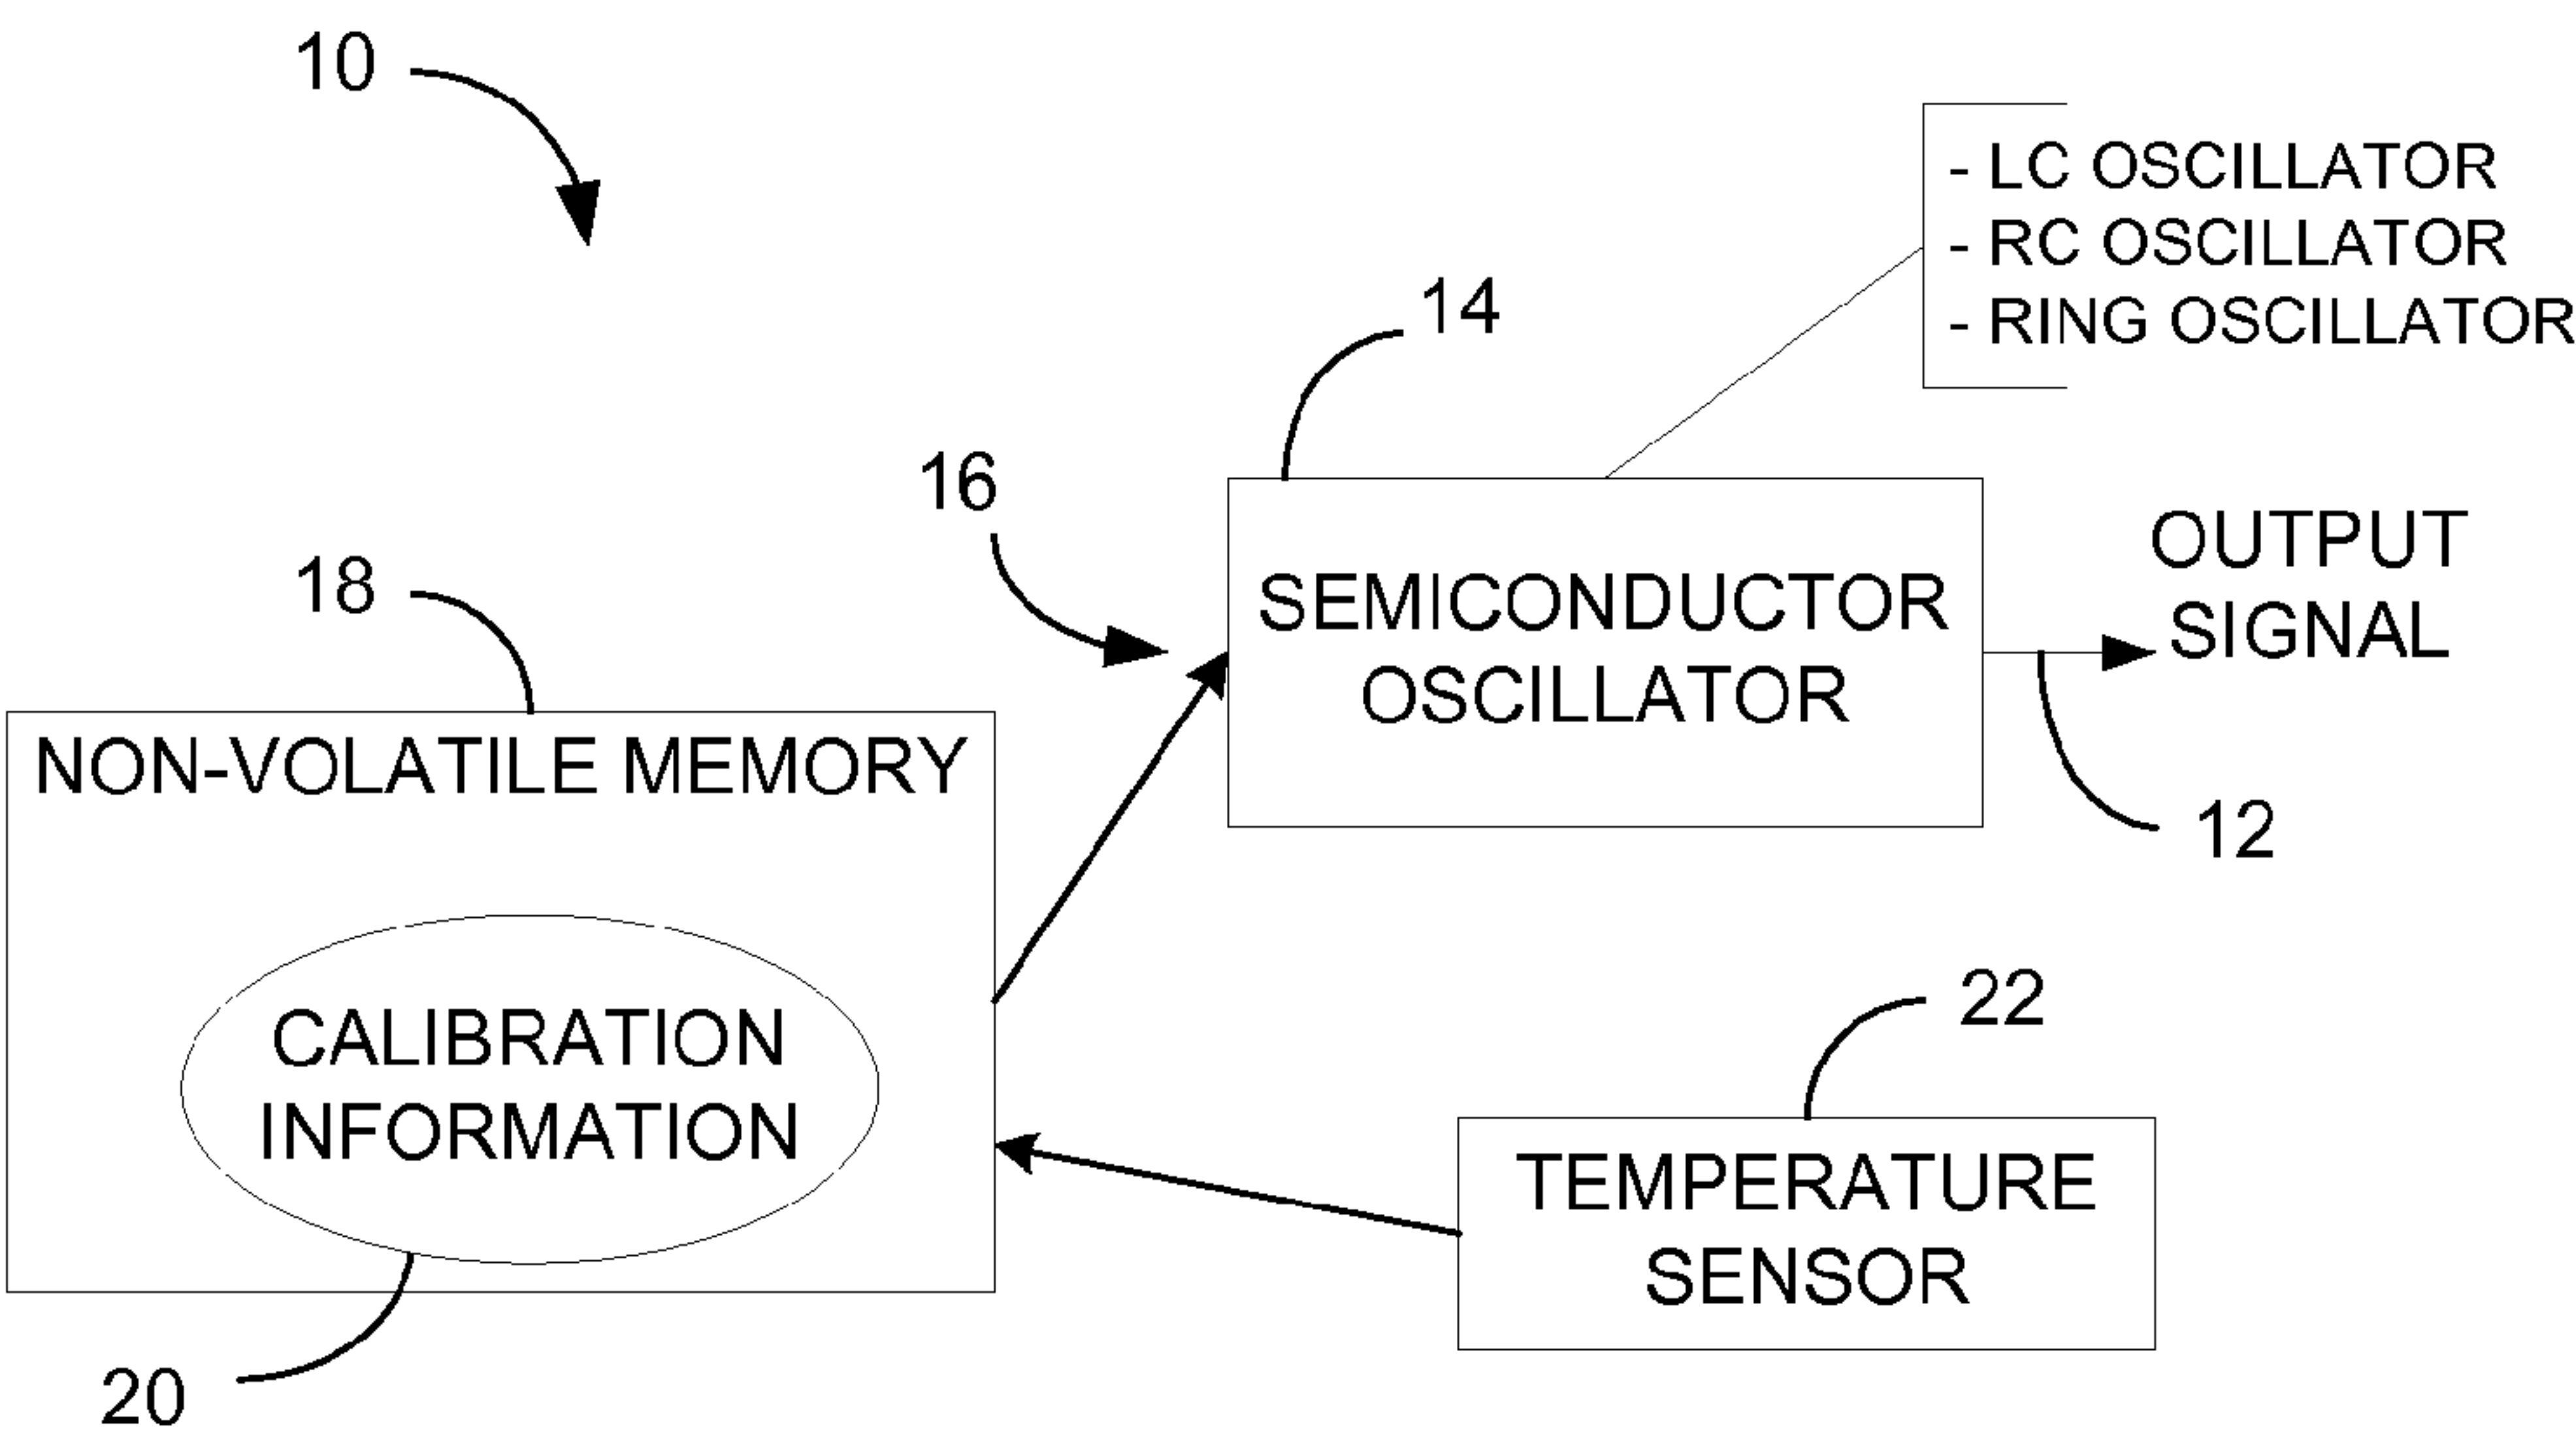 10
- LC OSCILLATOR
- RC OSCILLATOR
- RING OSCILLATOR
14
16
SEMICONDUCTOR
OSCILLATOR
OUTPUT
SIGNAL
12
18
NON-VOLATILE MEMORY
CALIBRATION
INFORMATION
20
22
TEMPERATURE
SENSOR